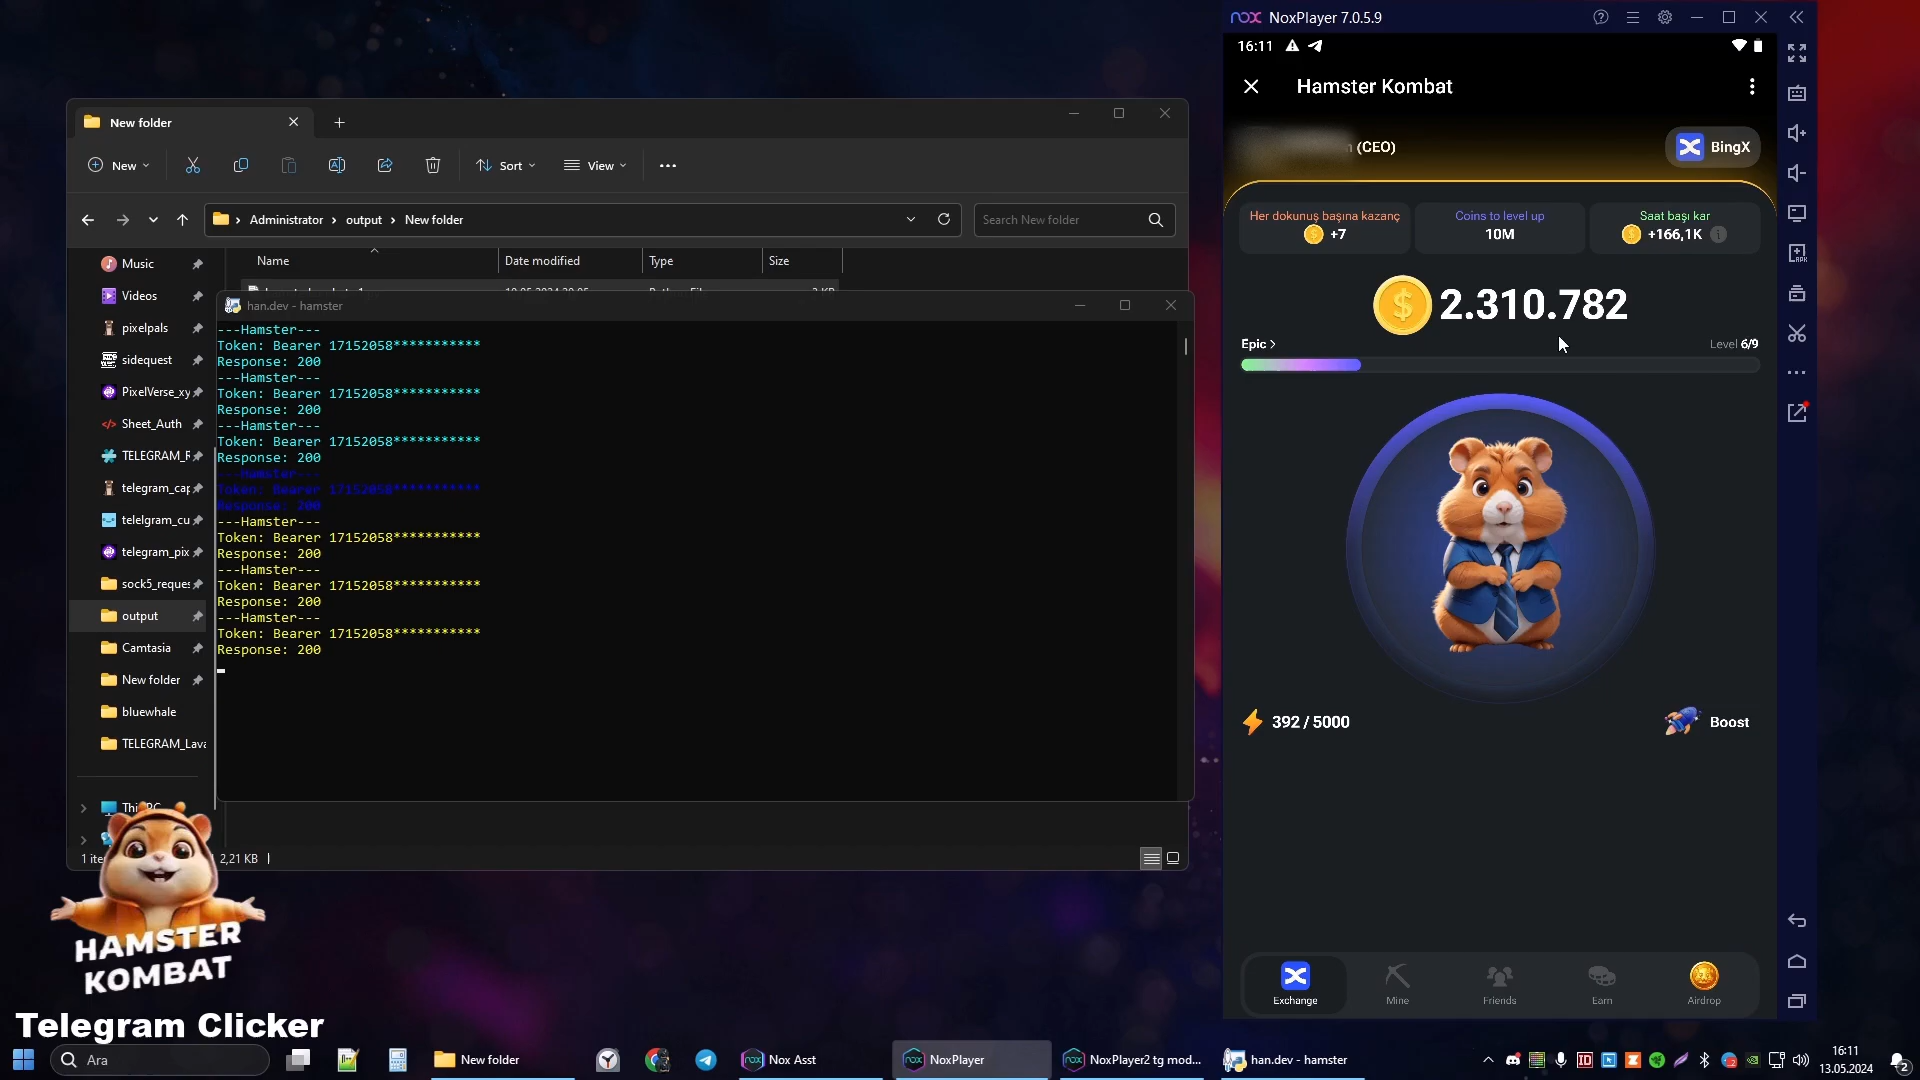 NoxPlayer 7.0.5.9
16:11
Hamster Kombat
(CEO)
BingX
Her dokunuş başına kazanç
+7
Coins to level up
10M
Saat başı kar
+166,1K
2.310.782
Epic >
Level 6/9
392 / 5000
Boost
Exchange
Mine
Friends
Earn
Airdrop
New folder
New
Sort
View
Administrator > output > New folder
Search New folder
Name
Date modified
Type
Size
Music
Videos
pixelpals
sidequest
PixelVerse_xy
Sheet_Auth
TELEGRAM_R
telegram_cap
telelgram_cu
telegram_pix
sock5_reques
output
Camtasia
New folder
bluewhale
TELEGRAM_Lava
2,21 KB
han.dev - hamster
---Hamster---
Token: Bearer 17152058***********
Response: 200
---Hamster---
Token: Bearer 17152058***********
Response: 200
---Hamster---
Token: Bearer 17152058***********
Response: 200
---Hamster---
Token: Bearer 17152058***********
Response: 200
---Hamster---
Token: Bearer 17152058***********
Response: 200
---Hamster---
Token: Bearer 17152058***********
Response: 200
---Hamster---
Token: Bearer 17152058***********
Response: 200
HAMSTER
KOMBAT
Telegram Clicker
Ara
New folder
Nox Asst
NoxPlayer
NoxPlayer2 tg mod...
han.dev - hamster
16:11
13.05.2024
2